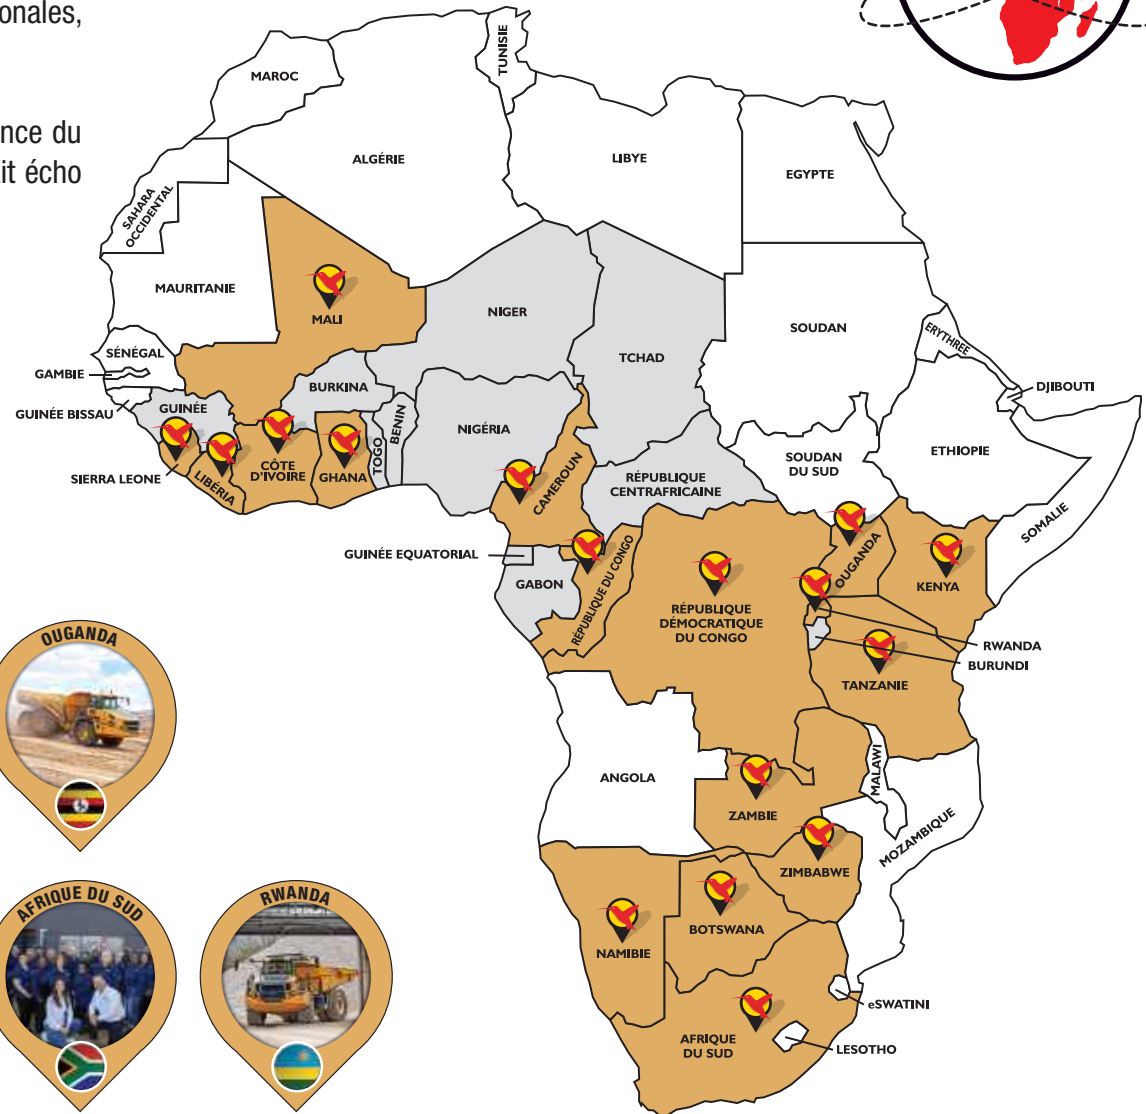 onales,
nce du
it écho
TUNISIE
MAROC
ALGÉRIE
LIBYE
EGYPTE
SAHARA
OCCIDENTAL
MAURITANIE
MALI
NIGER
TCHAD
SOUDAN
ERYTHREE
SÉNÉGAL
GAMBIE
GUINÉE BISSAU
GUINÉE
BURKINA
BENIN
TOGO
NIGÉRIA
DJIBOUTI
ETHIOPIE
SOUDAN
DU SUD
SOMALIE
SIERRA LEONE
LIBÉRIA
CÔTE
D'IVOIRE
GHANA
CAMEROUN
RÉPUBLIQUE
CENTRAFRICAINE
GUINÉE EQUATORIAL
GABON
RÉPUBLIQUE DU CONGO
RÉPUBLIQUE
DÉMOCRATIQUE
DU CONGO
OUGANDA
KENYA
RWANDA
BURUNDI
TANZANIE
OUGANDA
ANGOLA
ZAMBIE
MALAWI
MOZAMBIQUE
ZIMBABWE
NAMIBIE
BOTSWANA
AFRIQUE DU SUD
RWANDA
AFRIQUE
DU SUD
eSWATINI
LESOTHO